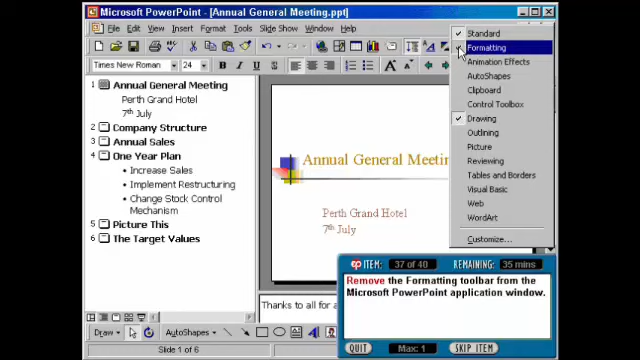 Microsoft PowerPoint - [Annual General Meeting.ppt]
File Edit View Insert Format Tools Slide Show Window Help
Times New Roman 24 B I U S
1 Annual General Meeting
Perth Grand Hotel
7th July
2 Company Structure
3 Annual Sales
4 One Year Plan
• Increase Sales
• Implement Restructuring
• Change Stock Control
Mechanism
5 Picture This
6 The Target Values
Annual General Meeting
Perth Grand Hotel
7th July
Thanks to all for a
Standard
Formatting
Animation Effects
AutoShapes
Clipboard
Control Toolbox
Drawing
Outlining
Picture
Reviewing
Tables and Borders
Visual Basic
Web
WordArt
Customize...
ITEM: 37 of 40 REMAINING: 35 mins
Remove the Formatting toolbar from the
Microsoft PowerPoint application window.
QUIT Max: 1 SKIP ITEM
Draw AutoShapes
Slide 1 of 6